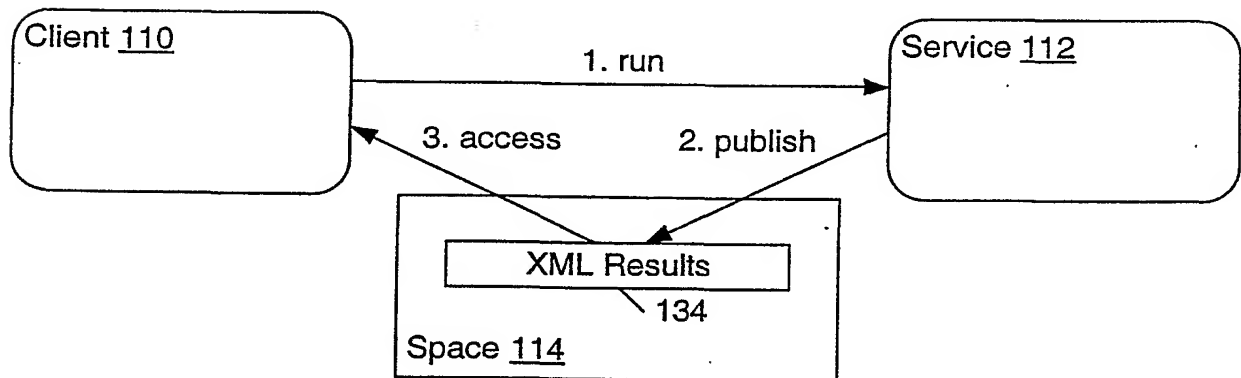 Client 110
Service 112
1. run
3. access
2. publish
XML Results
134
Space 114